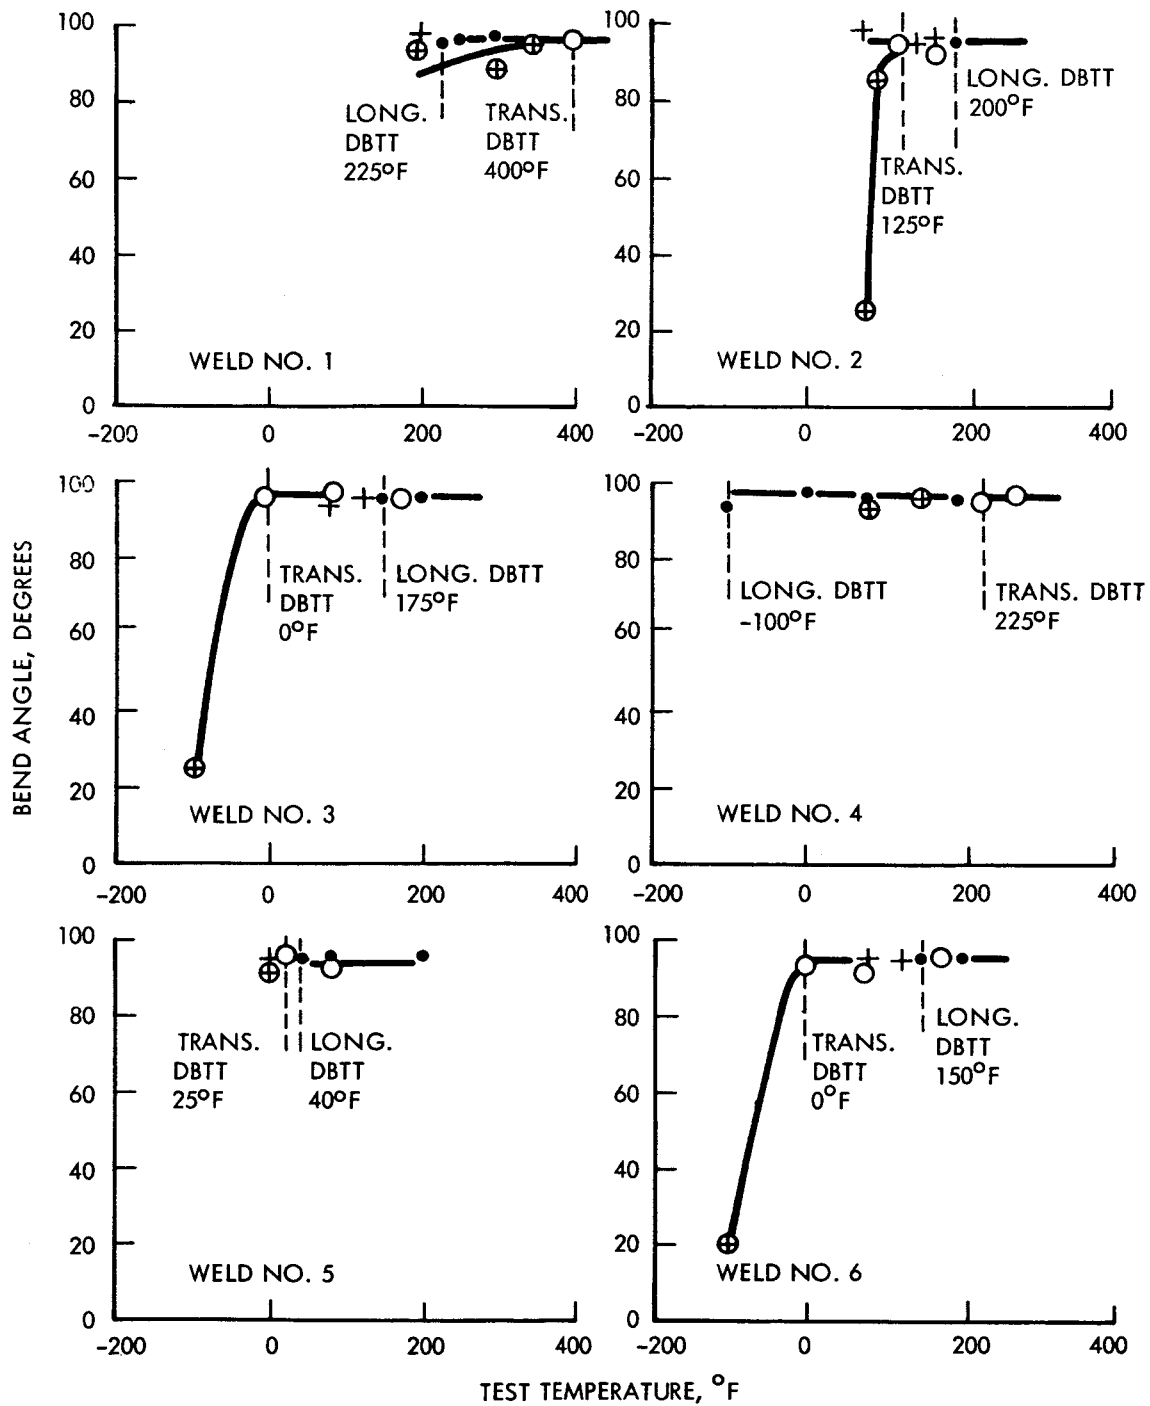 100
80
60
40
20
0
-200
0
200
400
LONG.
DBTT
225°F
TRANS.
DBTT
400°F
WELD NO. 1
100
80
60
40
20
0
-200
0
200
400
LONG. DBTT
200°F
TRANS.
DBTT
125°F
WELD NO. 2
100
80
60
40
20
0
-200
0
200
400
TRANS.
DBTT
0°F
LONG. DBTT
175°F
WELD NO. 3
100
80
60
40
20
0
-200
0
200
400
LONG. DBTT
-100°F
TRANS. DBTT
225°F
WELD NO. 4
100
80
60
40
20
0
-200
0
200
400
TRANS.
DBTT
25°F
LONG.
DBTT
40°F
WELD NO. 5
100
80
60
40
20
0
-200
0
200
400
TRANS.
DBTT
0°F
LONG.
DBTT
150°F
WELD NO. 6
BEND ANGLE, DEGREES
TEST TEMPERATURE, °F